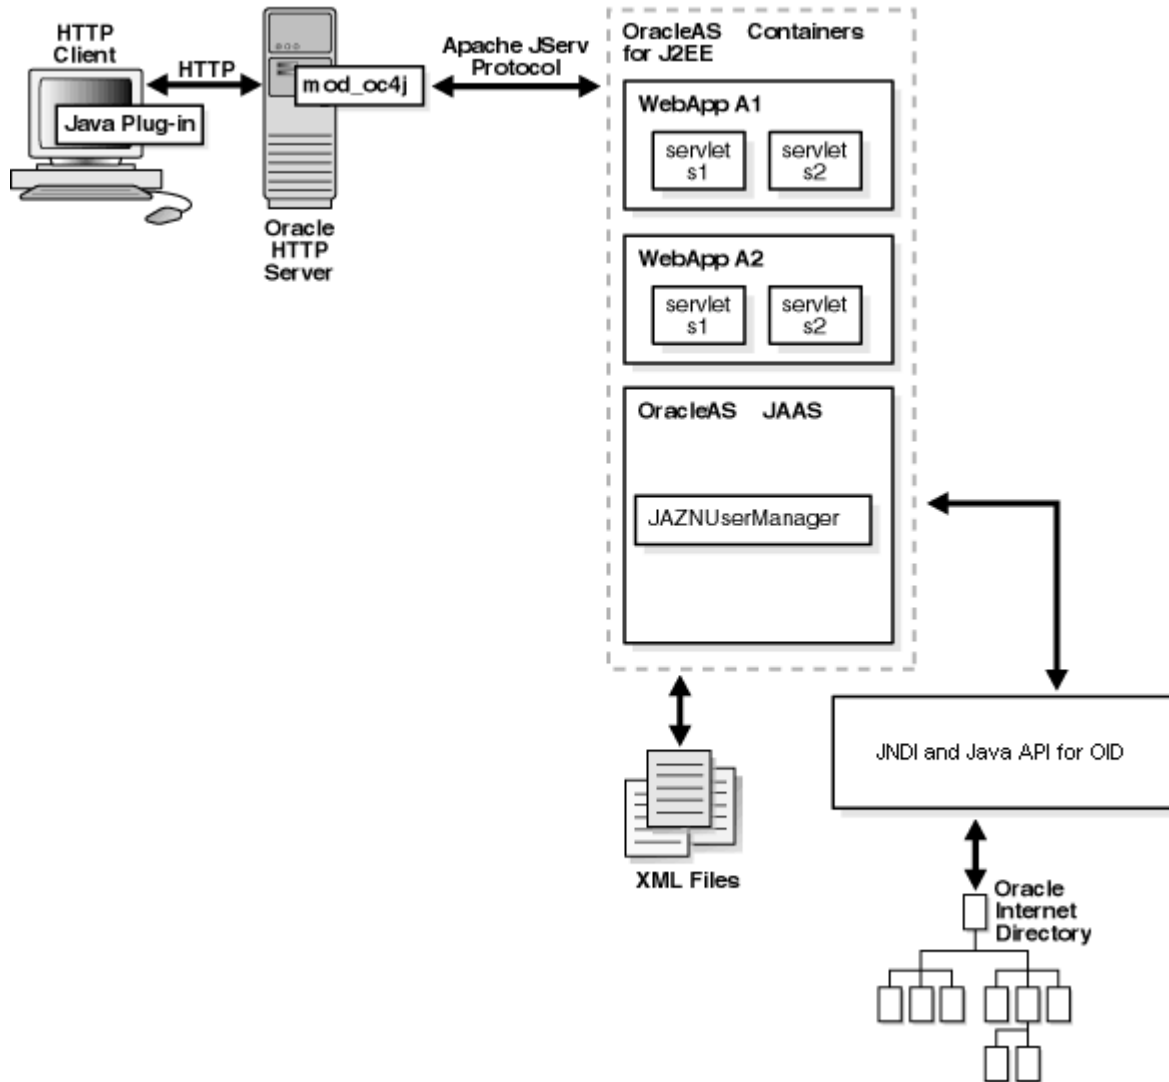 HTTP
Client
HTTP
Java Plug-in
mod_oc4j
Oracle
HTTP
Server
Apache JServ
Protocol
OracleAS Containers
for J2EE
WebApp A1
servlet
s1
servlet
s2
WebApp A2
servlet
s1
servlet
s2
OracleAS JAAS
JAZNUserManager
XML Files
JNDI and Java API for OID
Oracle
Internet
Directory